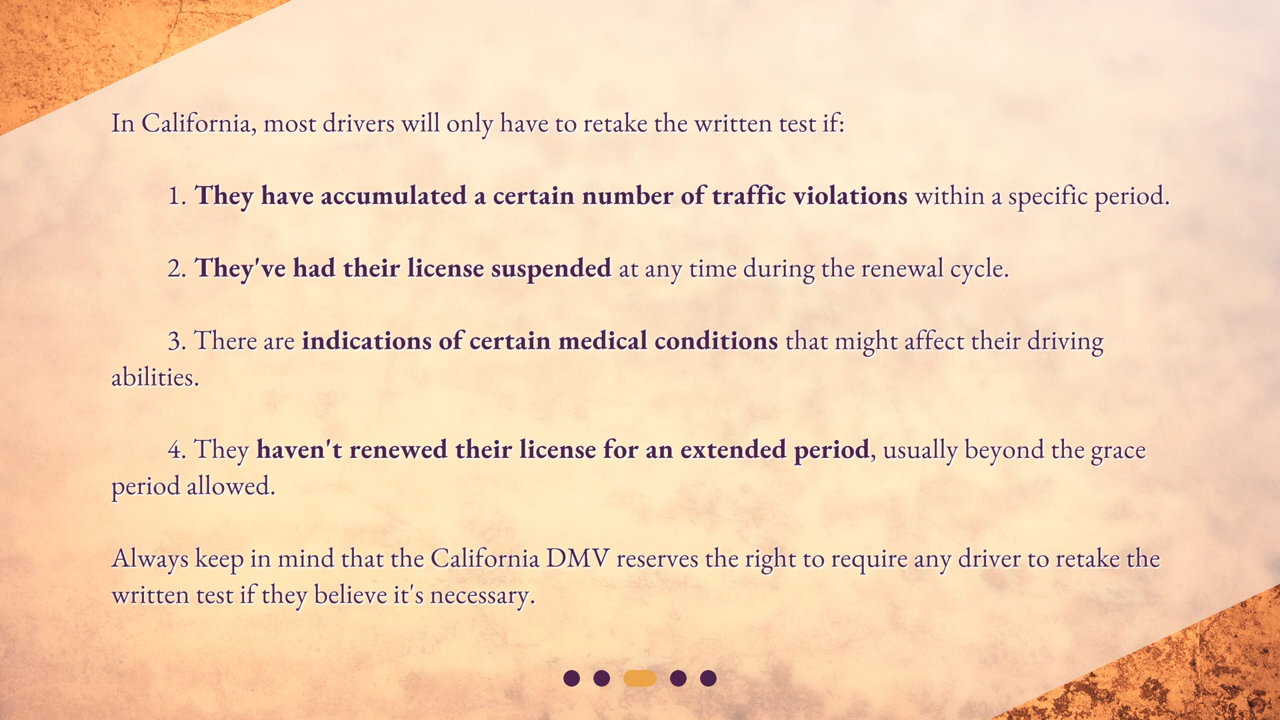 In California, most drivers will only have to retake the written test if:
1. They have accumulated a certain number of traffic violations within a specific period.
2. They've had their license suspended at any time during the renewal cycle.
3. There are indications of certain medical conditions that might affect their driving
abilities.
4. They haven't renewed their license for an extended period, usually beyond the grace
period allowed.
Always keep in mind that the California DMV reserves the right to require any driver to retake the
written test if they believe it's necessary.